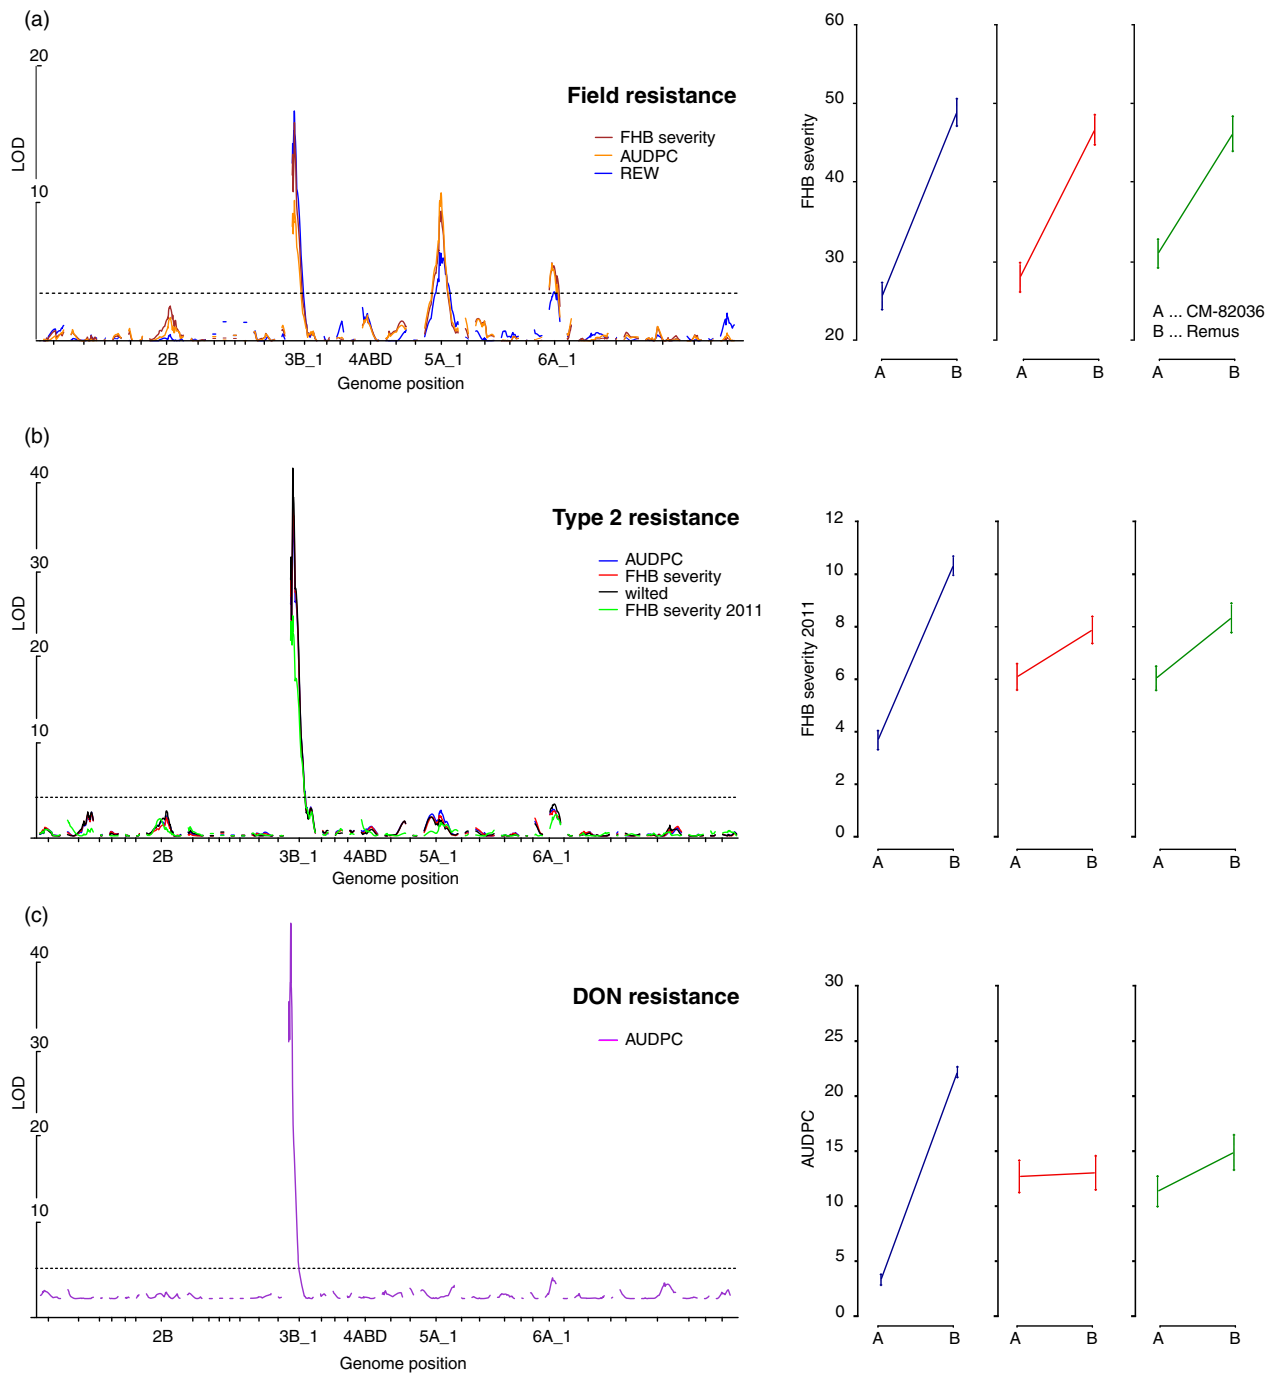 (a)
20
10
LOD
Field resistance
FHB severity
AUDPC
REW
2B
3B_1
4ABD
5A_1
6A_1
Genome position
60
50
40
30
20
FHB severity
A ... CM-82036
B ... Remus
A
B
A
B
A
B
(b)
40
30
20
10
LOD
Type 2 resistance
AUDPC
FHB severity
wilted
FHB severity 2011
2B
3B_1
4ABD
5A_1
6A_1
Genome position
12
10
8
6
4
2
0
FHB severity 2011
A
B
A
B
A
B
(c)
40
30
20
10
LOD
DON resistance
AUDPC
2B
3B_1
4ABD
5A_1
6A_1
Genome position
30
25
20
15
10
5
0
AUDPC
A
B
A
B
A
B